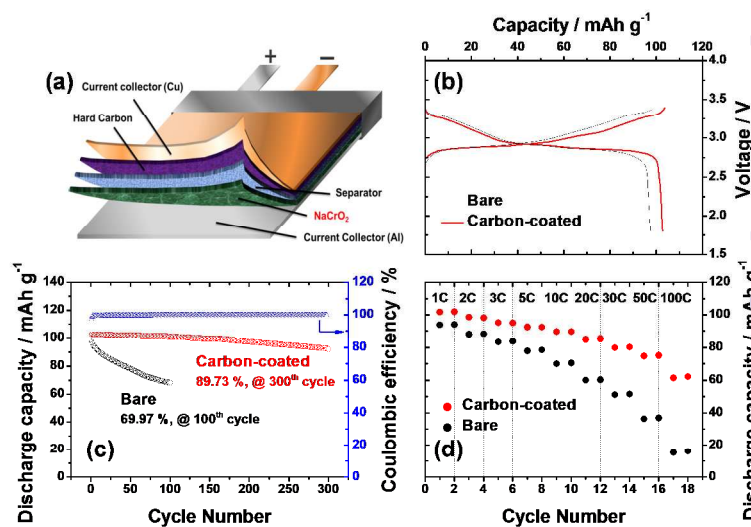 (a)
+
−
Current collector (Cu)
Hard Carbon
Separator
NaCrO2
Current Collector (Al)
Capacity / mAh g-1
0 20 40 60 80 100 120
(b)
4.0
3.5
3.0
2.5
2.0
1.5
Voltage / V
Bare
Carbon-coated
Discharge capacity / mAh g-1
140
120
100
80
60
40
20
0
120
100
80
60
40
20
0
Coulombic efficiency / %
Carbon-coated
89.73 %, @ 300th cycle
Bare
69.97 %, @ 100th cycle
(c)
0 50 100 150 200 250 300
Cycle Number
1C 2C 3C 5C 10C 20C 30C 50C 100C
120
100
80
60
40
20
0
Discharge capacity / mAh g-1
Carbon-coated
Bare
(d)
0 2 4 6 8 10 12 14 16 18
Cycle Number